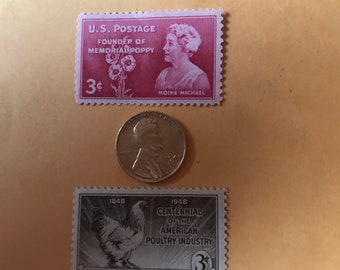 U.S. POSTAGE
FOUNDER OF
MEMORIAL POPPY
3¢
MOINA MICHAEL
1848 1948
CENTENNIAL
OF THE
AMERICAN
POULTRY INDUSTRY
3¢